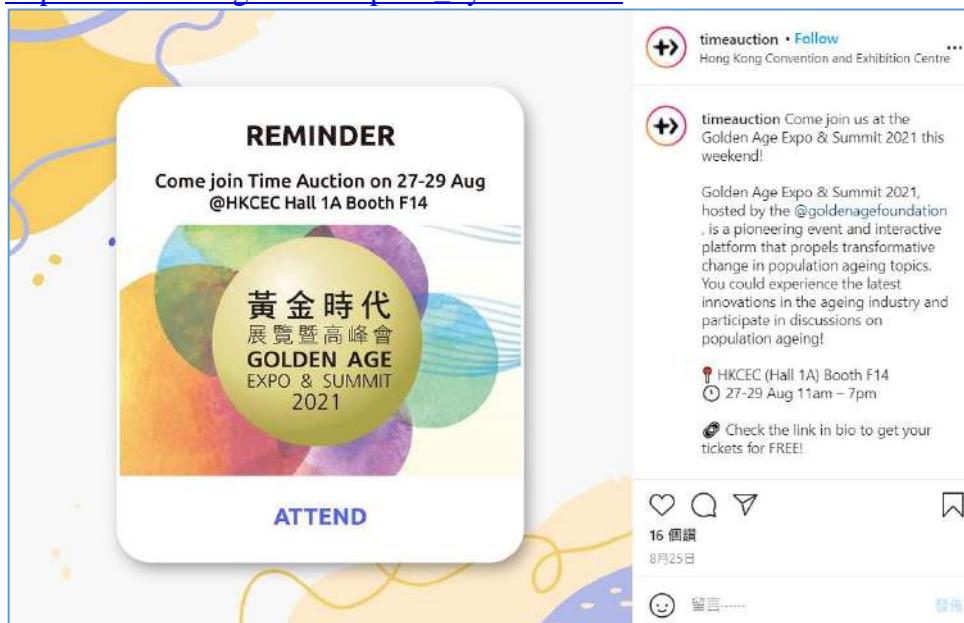 REMINDER
Come join Time Auction on 27-29 Aug
@HKCEC Hall 1A Booth F14
黃金時代
展覽暨高峰會
GOLDEN AGE
EXPO & SUMMIT
2021
ATTEND
timeauction • Follow
Hong Kong Convention and Exhibition Centre
timeauction Come join us at the
Golden Age Expo & Summit 2021 this
weekend!
Golden Age Expo & Summit 2021,
hosted by the @goldenagefoundation
, is a pioneering event and interactive
platform that propels transformative
change in population ageing topics.
You could experience the latest
innovations in the ageing industry and
participate in discussions on
population ageing!
HKCEC (Hall 1A) Booth F14
27-29 Aug 11am – 7pm
Check the link in bio to get your
tickets for FREE!
16 個讚
8月25日
留言......
發佈